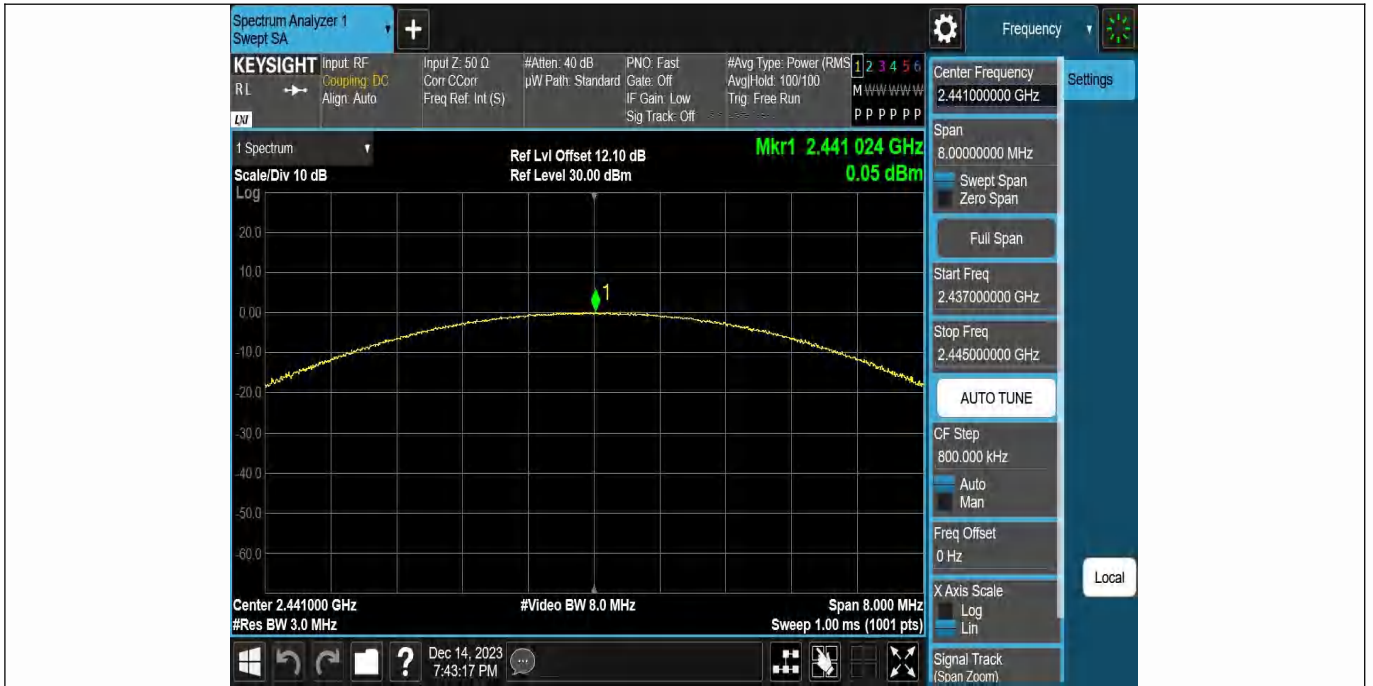 Spectrum Analyzer 1
Swept SA
+
Frequency
KEYSIGHT
RL
LXI
Input: RF
Coupling: DC
Align: Auto
Input Z: 50 Ω
Corr CCorr
Freq Ref: Int (S)
#Atten: 40 dB
µW Path: Standard
PNO: Fast
Gate: Off
IF Gain: Low
Sig Track: Off
#Avg Type: Power (RMS
Avg|Hold: 100/100
Trig: Free Run
1 2 3 4 5 6
M W W W W W
P P P P P P
1 Spectrum
Scale/Div 10 dB
Log
Ref Lvl Offset 12.10 dB
Ref Level 30.00 dBm
Mkr1 2.441 024 GHz
0.05 dBm
20.0
10.0
0.00
-10.0
-20.0
-30.0
-40.0
-50.0
-60.0
1
Center 2.441000 GHz
#Res BW 3.0 MHz
#Video BW 8.0 MHz
Span 8.000 MHz
Sweep 1.00 ms (1001 pts)
?
Dec 14, 2023
7:43:17 PM
Center Frequency
2.441000000 GHz
Settings
Span
8.00000000 MHz
Swept Span
Zero Span
Full Span
Start Freq
2.437000000 GHz
Stop Freq
2.445000000 GHz
AUTO TUNE
CF Step
800.000 kHz
Auto
Man
Freq Offset
0 Hz
X Axis Scale
Log
Lin
Local
Signal Track
(Span Zoom)